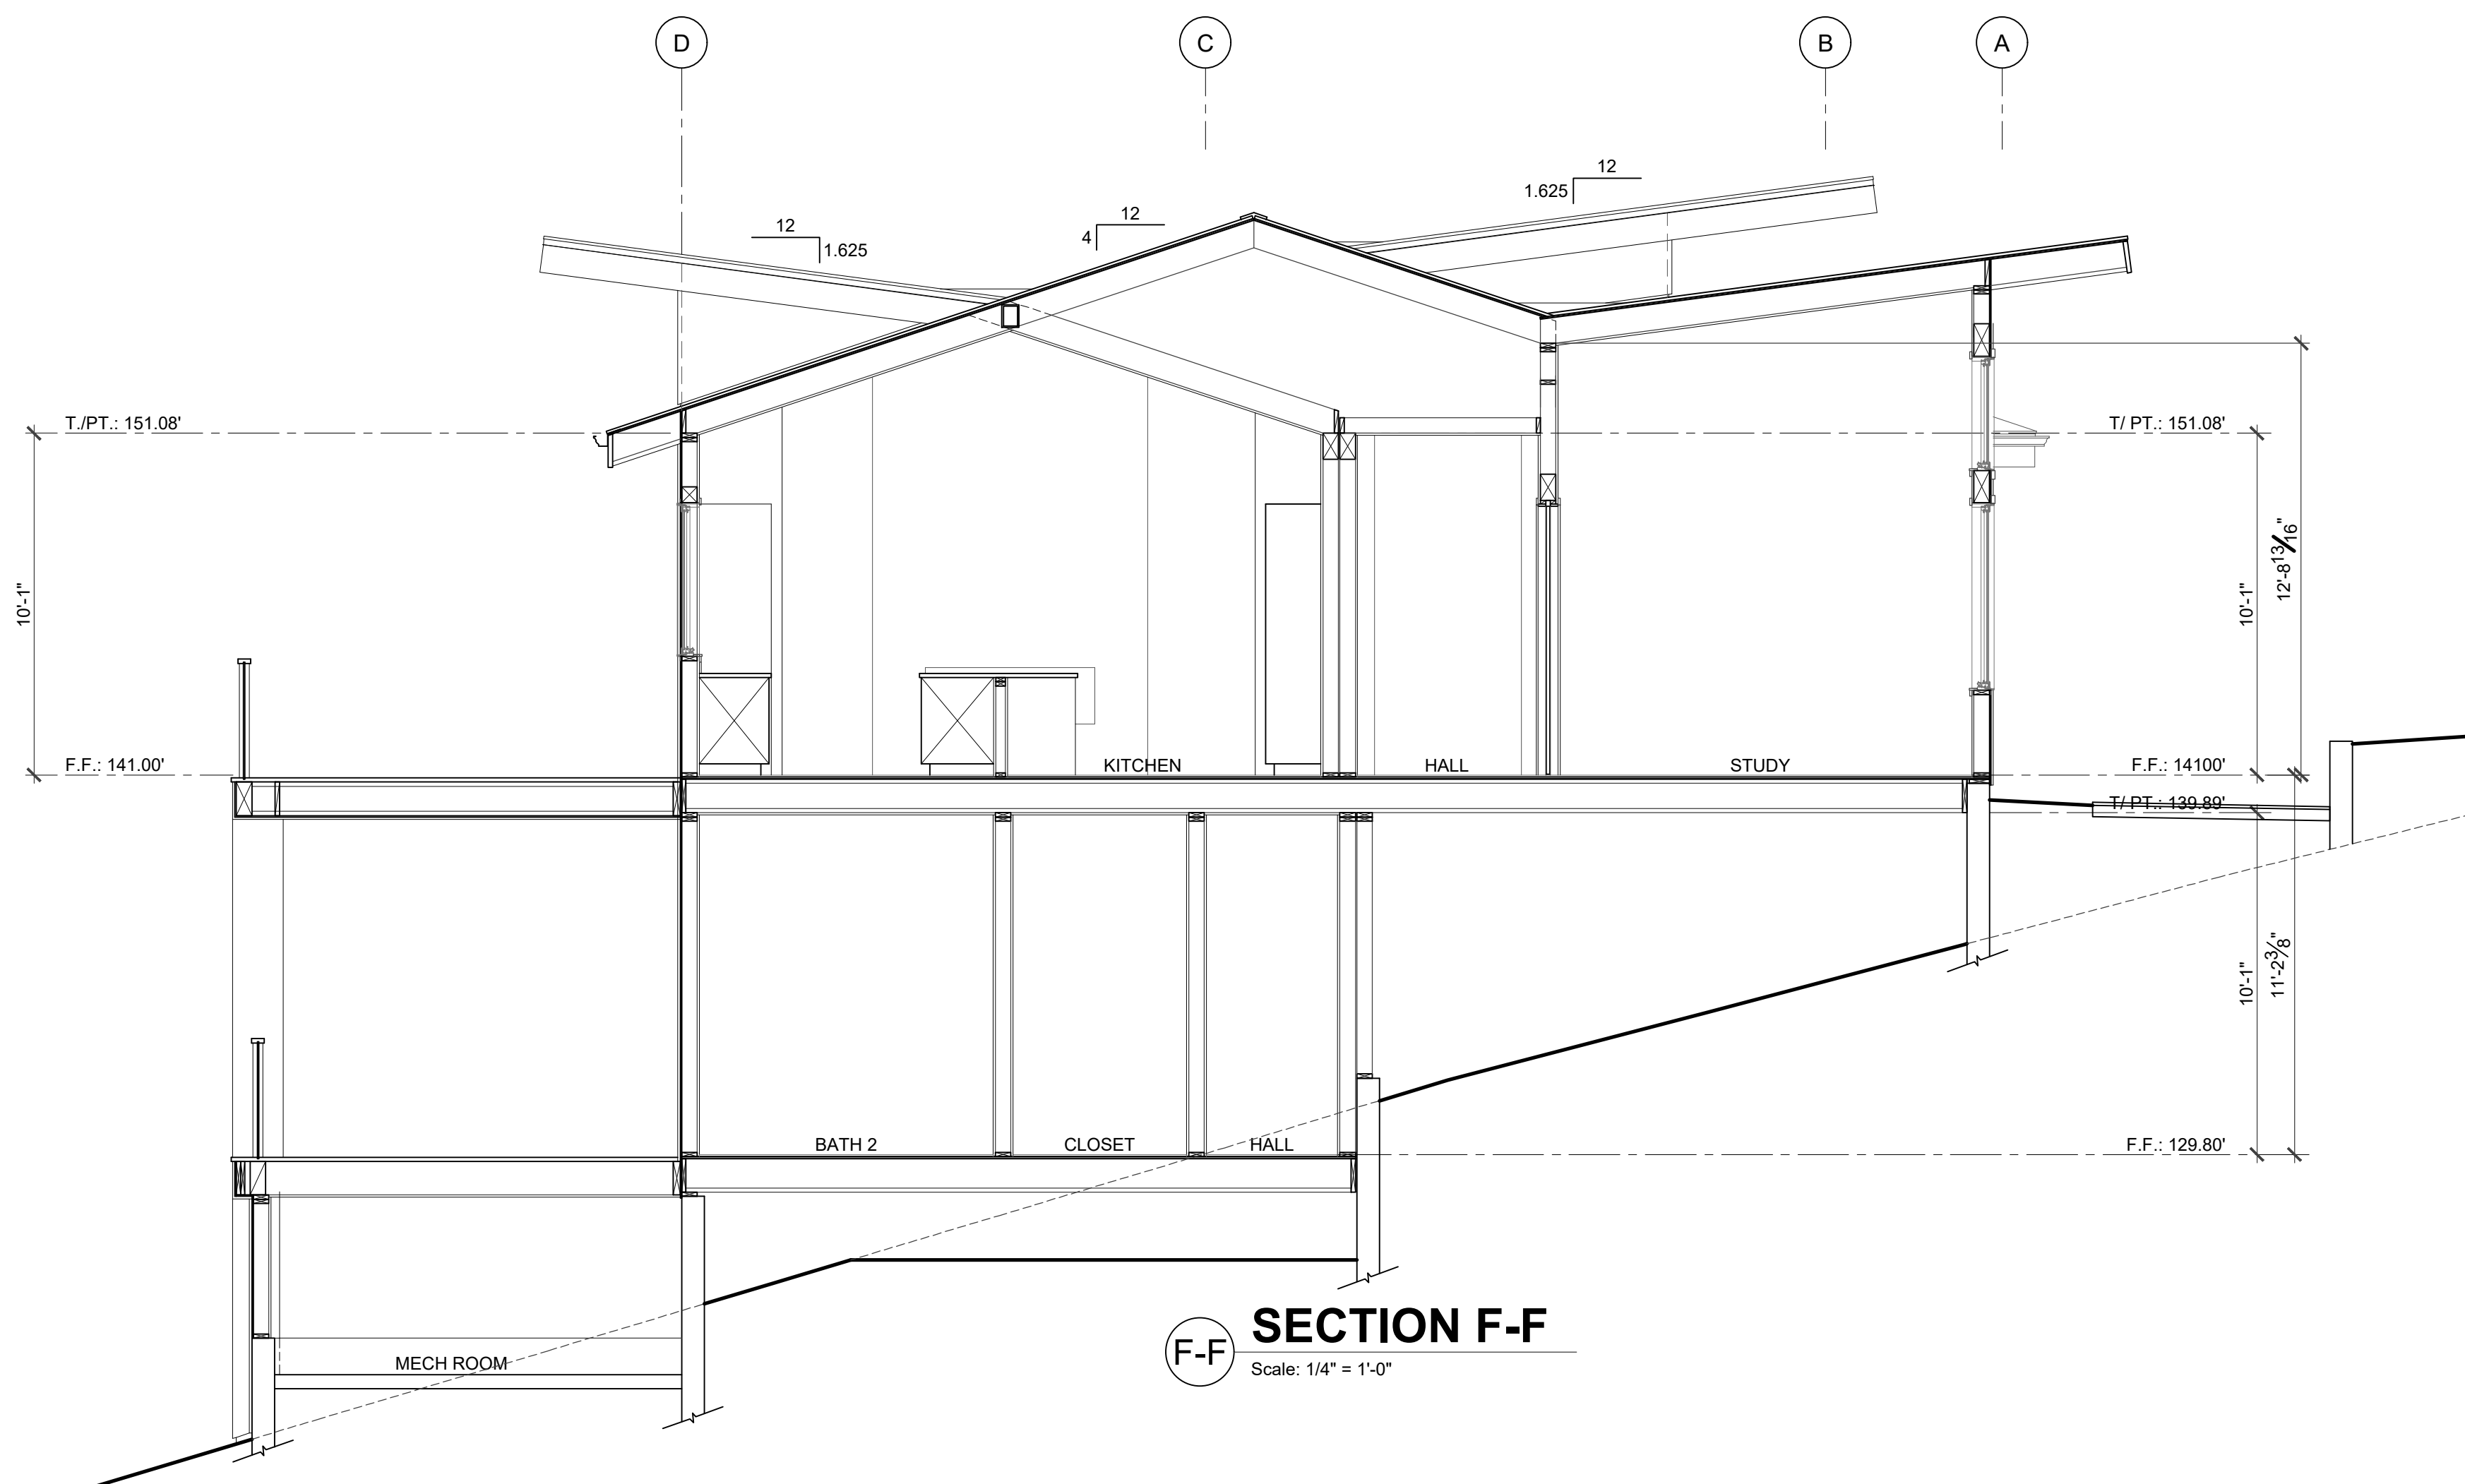 D
C
B
A
12
1.625
12
4
12
1.625
T./PT.: 151.08'
T/ PT.: 151.08'
10'-1"
10'-1"
12'-8 13/16"
F.F.: 141.00'
KITCHEN
HALL
STUDY
F.F.: 14100'
T/ PT.: 139.89'
10'-1"
11'-2 3/8"
BATH 2
CLOSET
HALL
F.F.: 129.80'
MECH ROOM
F-F
SECTION F-F
Scale: 1/4" = 1'-0"